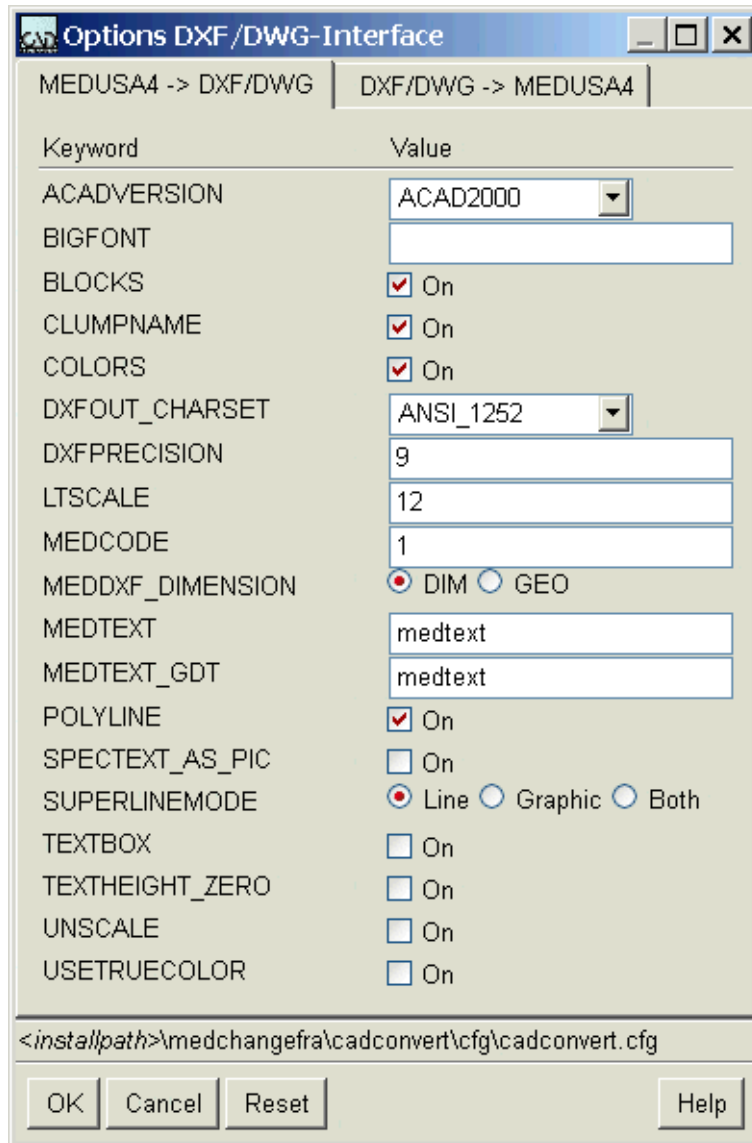 CAD Options DXF/DWG-Interface
MEDUSA4 -> DXF/DWG DXF/DWG -> MEDUSA4
Keyword Value
ACADVERSION ACAD2000
BIGFONT
BLOCKS On
CLUMPNAME On
COLORS On
DXFOUT_CHARSET ANSI_1252
DXFPRECISION 9
LTSCALE 12
MEDCODE 1
MEDDXF_DIMENSION DIM GEO
MEDTEXT medtext
MEDTEXT_GDT medtext
POLYLINE On
SPECTEXT_AS_PIC On
SUPERLINEMODE Line Graphic Both
TEXTBOX On
TEXTHEIGHT_ZERO On
UNSCALE On
USETRUECOLOR On
<installpath>\medchangefra\cadconvert\cfg\cadconvert.cfg
OK Cancel Reset Help